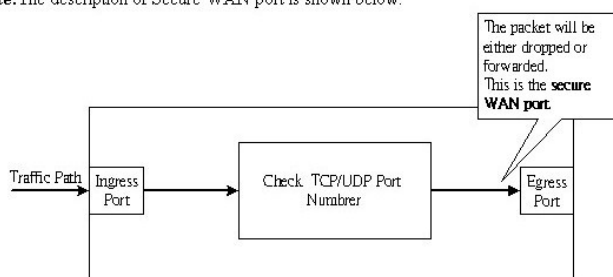 The description of Secure WAN port is shown below.
The packet will be
either dropped or
forwarded.
This is the secure
WAN port.
Traffic Path
Ingress
Port
Check TCP/UDP Port
Numbrer
Egress
Port